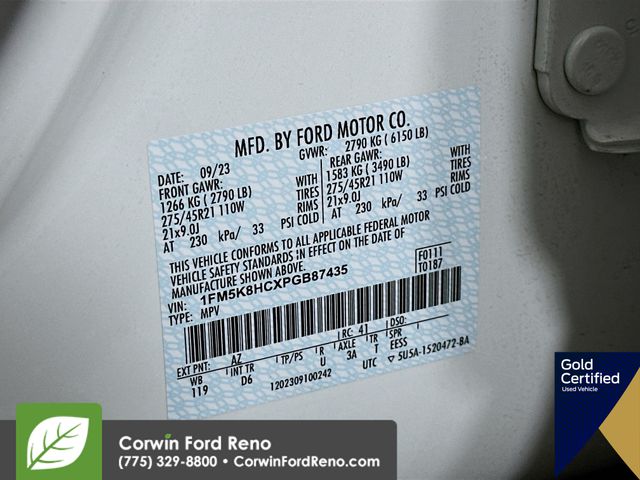 MFD. BY FORD MOTOR CO.
DATE: 09/23 GVWR: 2790 KG (6150 LB)
FRONT GAWR: REAR GAWR:
1266 KG (2790 LB) WITH 1583 KG (3490 LB) WITH
275/45R21 110W TIRES 275/45R21 110W TIRES
21x9.0J RIMS 21x9.0J RIMS
AT 230 kPa/ 33 PSI COLD AT 230 kPa/ 33 PSI COLD
THIS VEHICLE CONFORMS TO ALL APPLICABLE FEDERAL MOTOR
VEHICLE SAFETY STANDARDS IN EFFECT ON THE DATE OF
MANUFACTURE SHOWN ABOVE.
VIN: 1FM5K8HCXPGB87435 F0111
TYPE: MPV T0187
EXT PNT: AZ RC: 41 DSO:
WB INT TR TP/PS R AXLE TR SPR
119 D6 U 3A T EESS
1202309100242 UTC ▽5U5A-1520472-BA
Gold
Certified
Used Vehicle
Corwin Ford Reno
(775) 329-8800 • CorwinFordReno.com